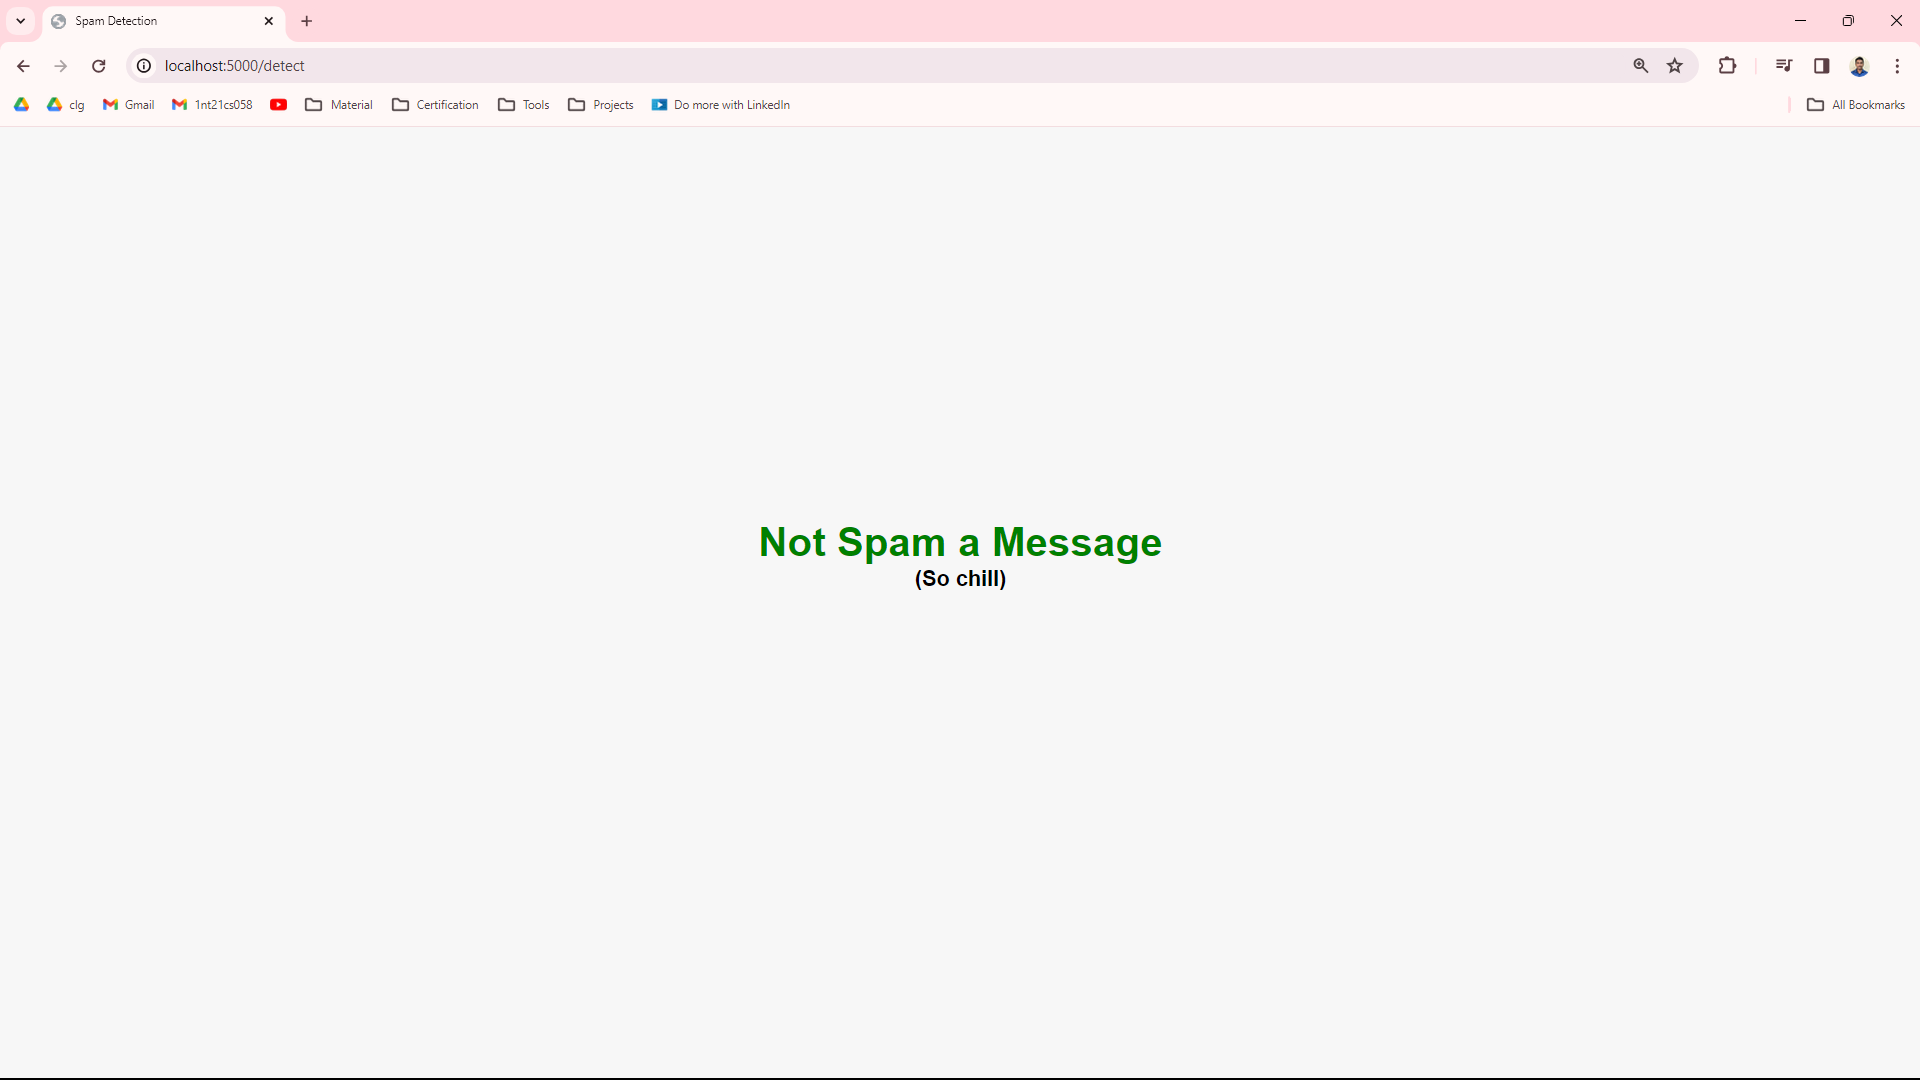 Spam Detection
localhost:5000/detect
clg Gmail 1nt21cs058 Material Certification Tools Projects Do more with LinkedIn All Bookmarks
Not Spam a Message
(So chill)